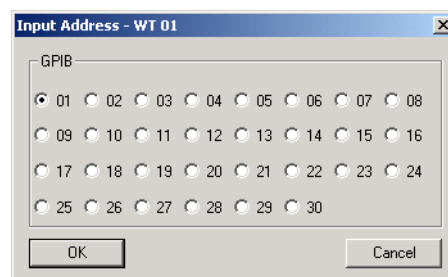 Input Address - WT 01
GPIB
01 02 03 04 05 06 07 08
09 10 11 12 13 14 15 16
17 18 19 20 21 22 23 24
25 26 27 28 29 30
OK Cancel